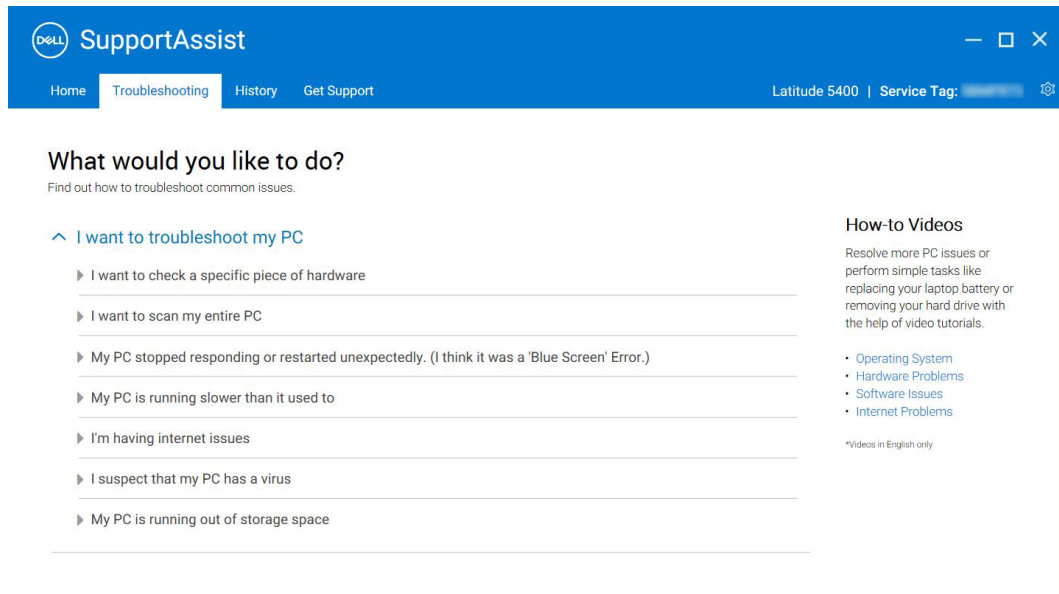 DELL SupportAssist
Home Troubleshooting History Get Support Latitude 5400 | Service Tag:
What would you like to do?
Find out how to troubleshoot common issues.
I want to troubleshoot my PC
I want to check a specific piece of hardware
I want to scan my entire PC
My PC stopped responding or restarted unexpectedly. (I think it was a 'Blue Screen' Error.)
My PC is running slower than it used to
I'm having internet issues
I suspect that my PC has a virus
My PC is running out of storage space
How-to Videos
Resolve more PC issues or
perform simple tasks like
replacing your laptop battery or
removing your hard drive with
the help of video tutorials.
• Operating System
• Hardware Problems
• Software Issues
• Internet Problems
*Videos in English only